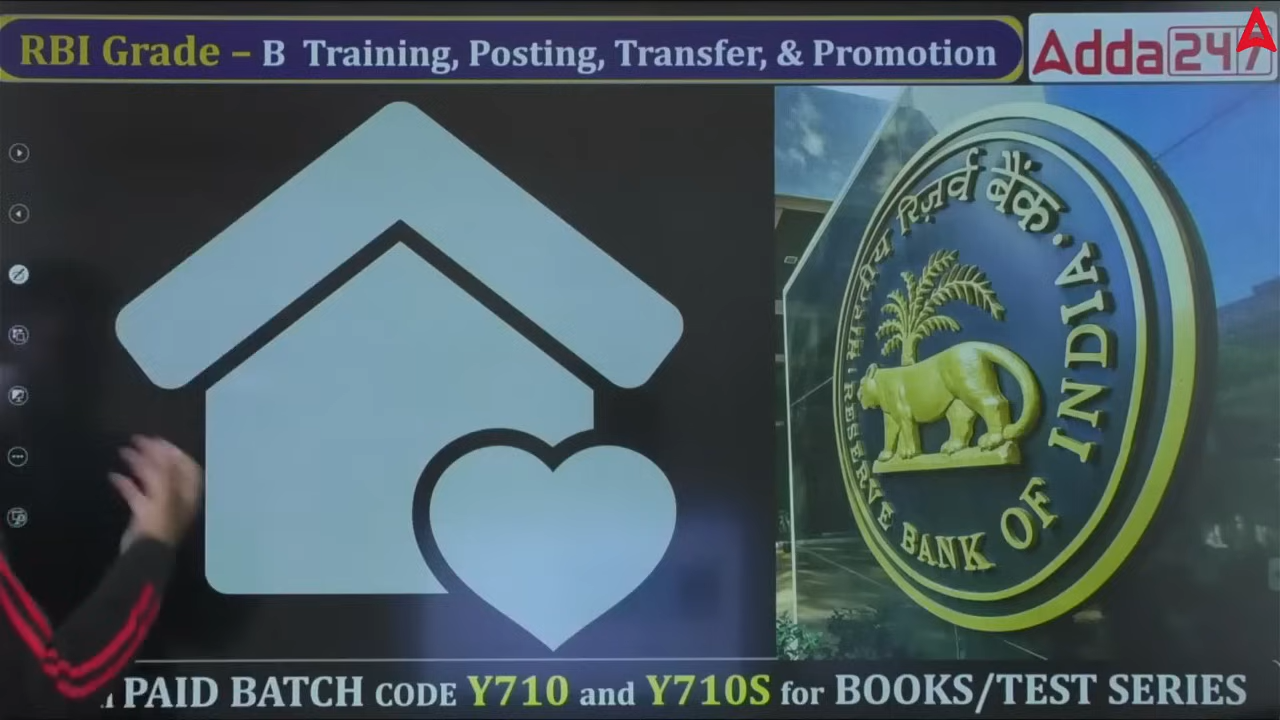 RBI Grade – B Training, Posting, Transfer, & Promotion
Adda247
भारतीय रिज़र्व बैंक
RESERVE BANK OF INDIA
PAID BATCH CODE Y710 and Y710S for BOOKS/TEST SERIES